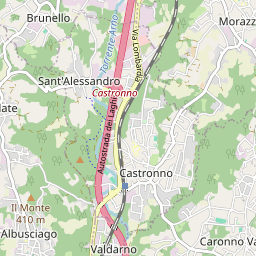 Brunello
Morazz
Torrente Arno
Via Lombardia
Sant'Alessandro
Castronno
late
Autostrada dei Laghi
Castronno
Il Monte
410 m
Albusciago
Caronno Va
Valdarno